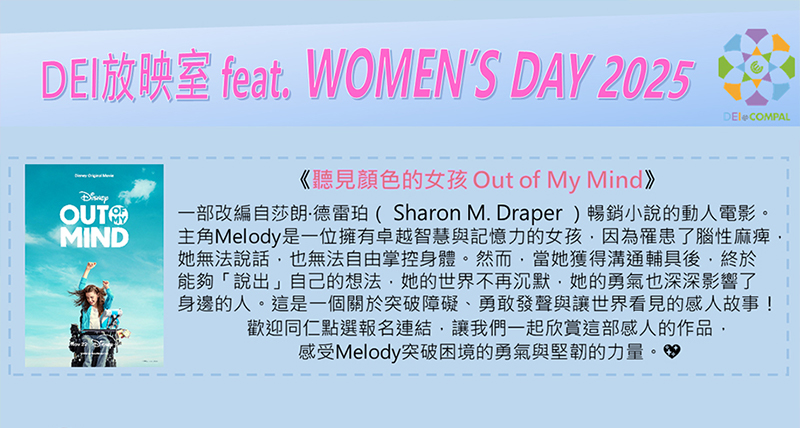 DEI放映室 feat. WOMEN'S DAY 2025
DEI@COMPAL
《聽見顏色的女孩 Out of My Mind》
一部改編自莎朗·德雷珀（ Sharon M. Draper ）暢銷小說的動人電影。
主角Melody是一位擁有卓越智慧與記憶力的女孩，因為罹患了腦性麻痺，
她無法說話，也無法自由掌控身體。然而，當她獲得溝通輔具後，終於
能夠「說出」自己的想法，她的世界不再沉默，她的勇氣也深深影響了
身邊的人。這是一個關於突破障礙、勇敢發聲與讓世界看見的感人故事！
歡迎同仁點選報名連結，讓我們一起欣賞這部感人的作品，
感受Melody突破困境的勇氣與堅韌的力量。💖
Disney Original Movie
Disney
OUT OF MY
MIND